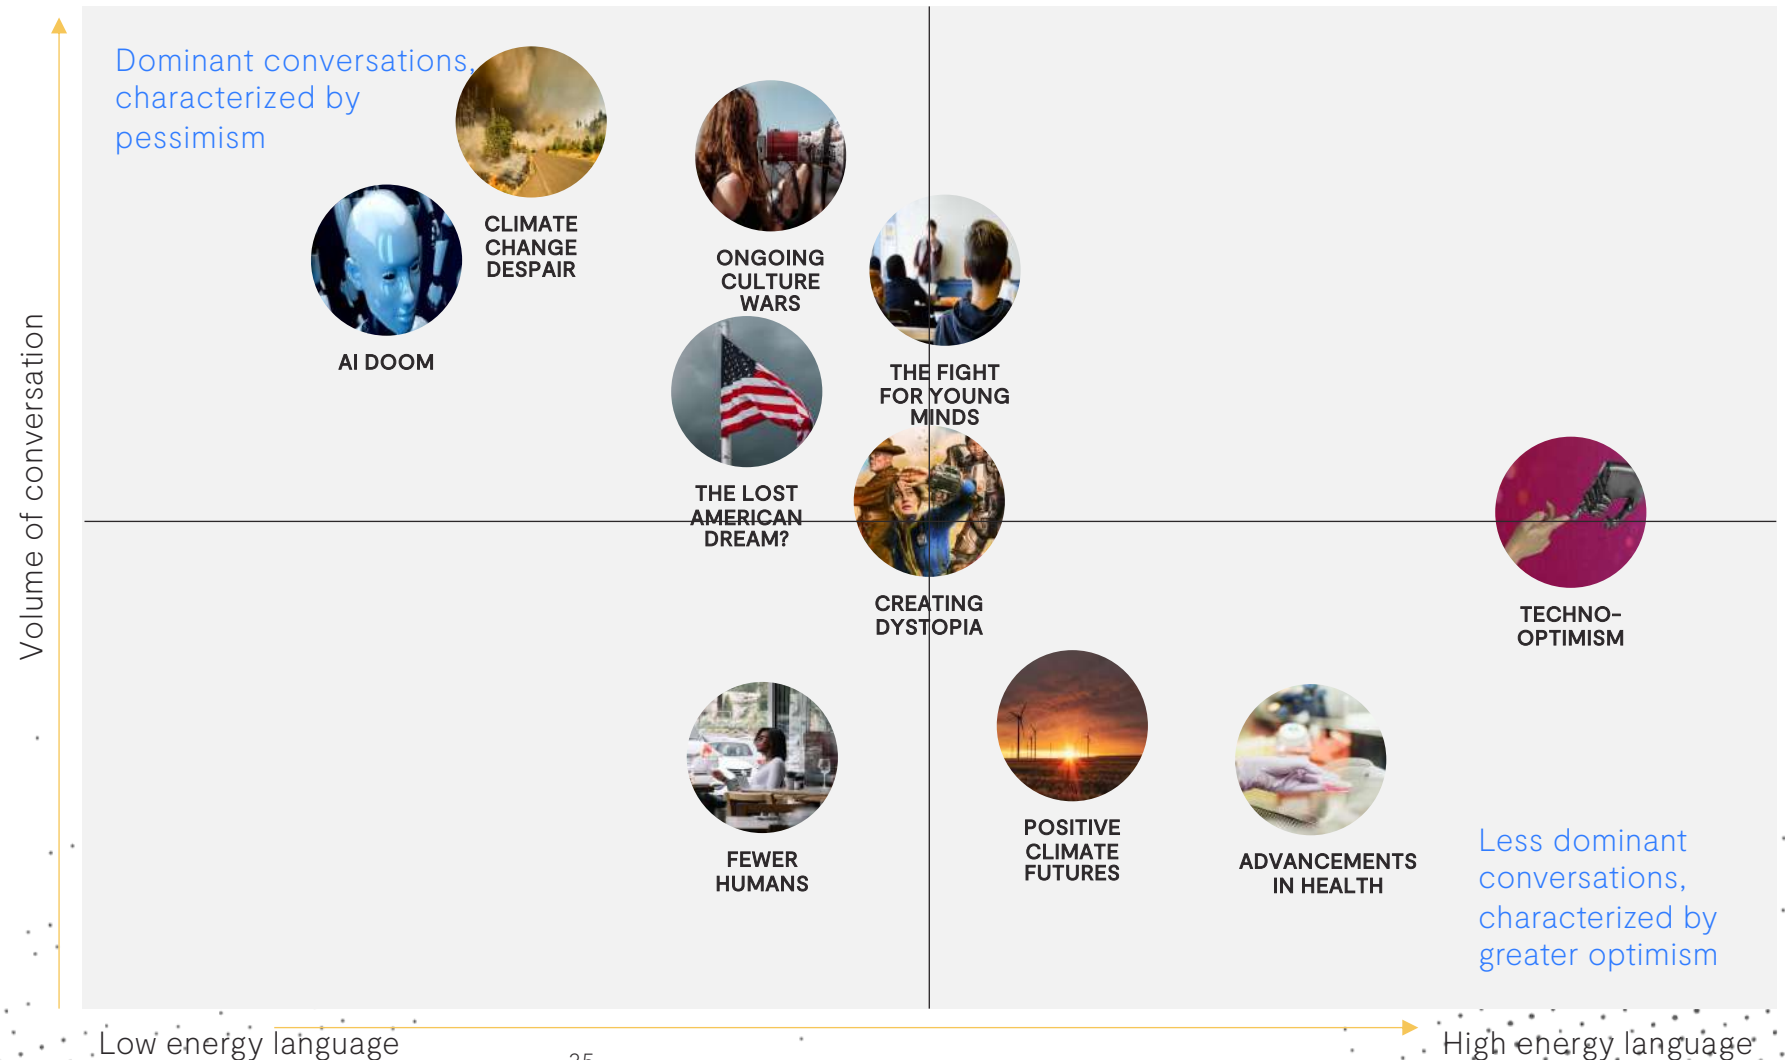 Dominant conversations,
characterized by
pessimism
CLIMATE
CHANGE
DESPAIR
ONGOING
CULTURE
WARS
AI DOOM
THE FIGHT
FOR YOUNG
MINDS
THE LOST
AMERICAN
DREAM?
CREATING
DYSTOPIA
TECHNO-
OPTIMISM
FEWER
HUMANS
POSITIVE
CLIMATE
FUTURES
ADVANCEMENTS
IN HEALTH
Less dominant
conversations,
characterized by
greater optimism
Volume of conversation
Low energy language
High energy language